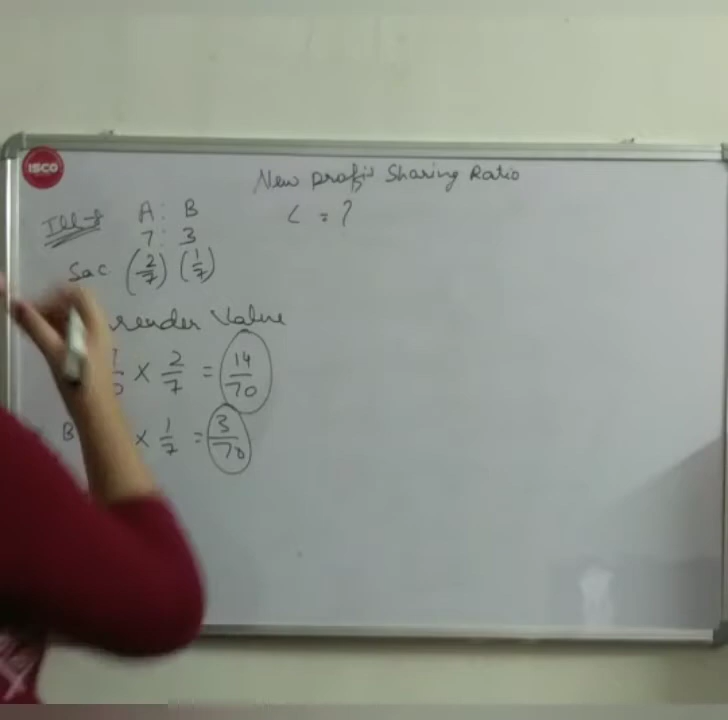 ISCO
New Profit Sharing Ratio
A : B
C = ?
7 : 3
Sac (2/7) (1/7)
render Value
× 2/7 = 14/70
B × 1/7 = 3/70